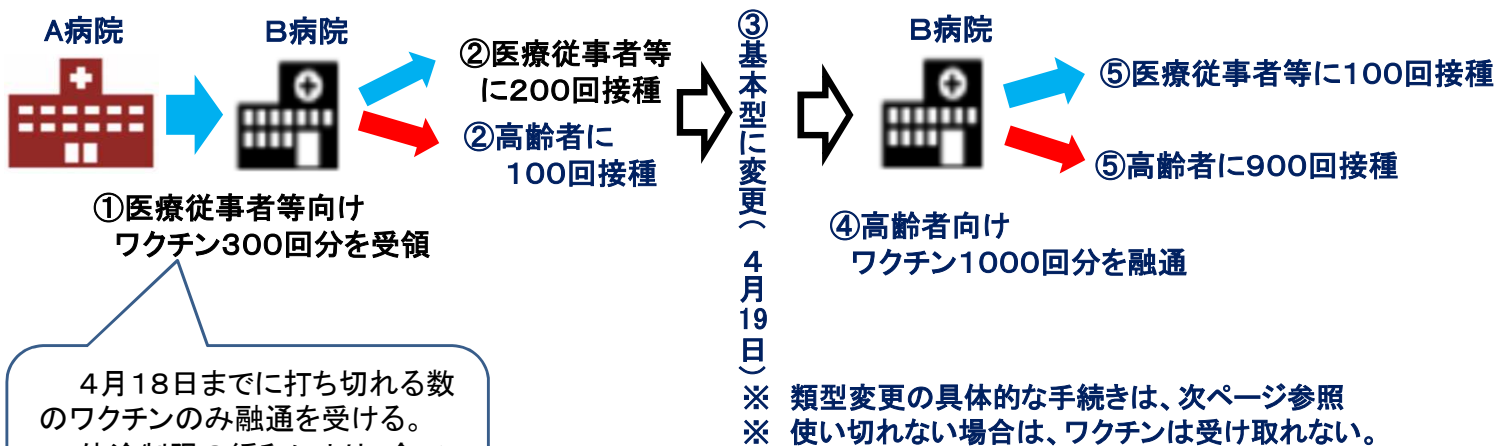 A病院
B病院
②医療従事者等
に200回接種
②高齢者に
100回接種
①医療従事者等向け
ワクチン300回分を受領
4月18日までに打ち切れる数
のワクチンのみ融通を受ける。
③基本型に変更(4月19日)
B病院
⑤医療従事者等に100回接種
⑤高齢者に900回接種
④高齢者向け
ワクチン1000回分を融通
※ 類型変更の具体的な手続きは、次ページ参照
※ 使い切れない場合は、ワクチンは受け取れない。